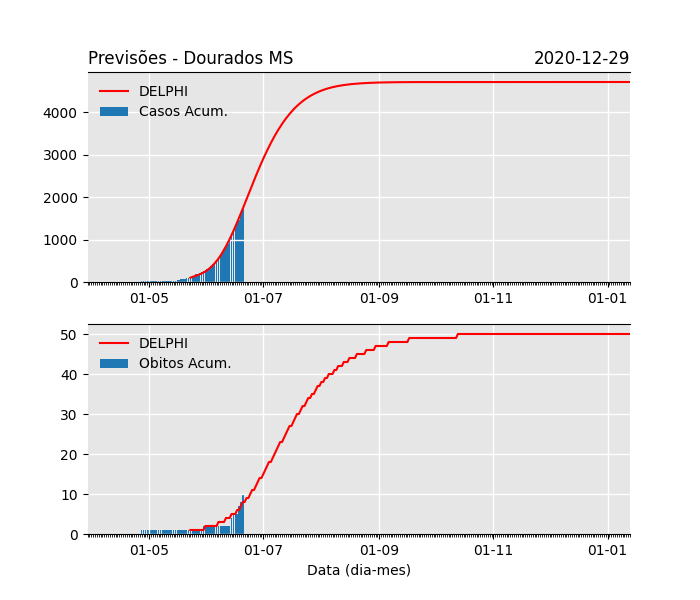 Previsões - Dourados MS 2020-12-29
DELPHI
Casos Acum.
4000
3000
2000
1000
0
01-05 01-07 01-09 01-11 01-01
DELPHI
Obitos Acum.
50
40
30
20
10
0
01-05 01-07 01-09 01-11 01-01
Data (dia-mes)